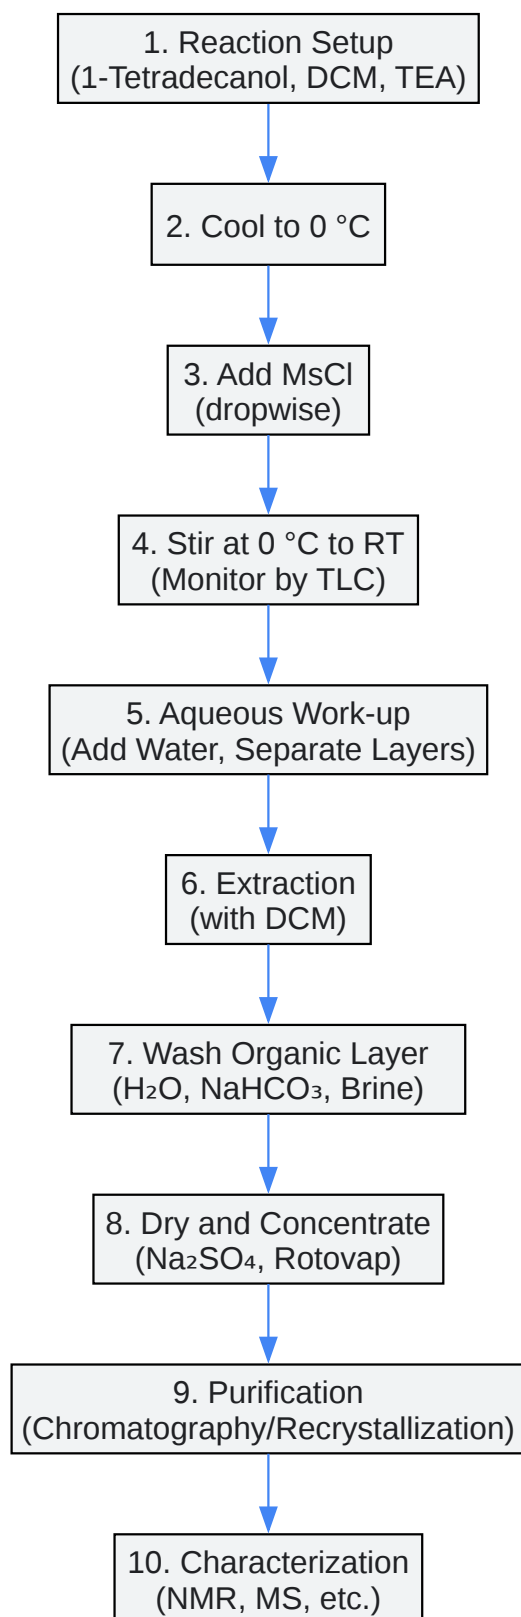 1. Reaction Setup
(1-Tetradecanol, DCM, TEA)
2. Cool to 0 °C
3. Add MsCl
(dropwise)
4. Stir at 0 °C to RT
(Monitor by TLC)
5. Aqueous Work-up
(Add Water, Separate Layers)
6. Extraction
(with DCM)
7. Wash Organic Layer
(H₂O, NaHCO₃, Brine)
8. Dry and Concentrate
(Na₂SO₄, Rotovap)
9. Purification
(Chromatography/Recrystallization)
10. Characterization
(NMR, MS, etc.)